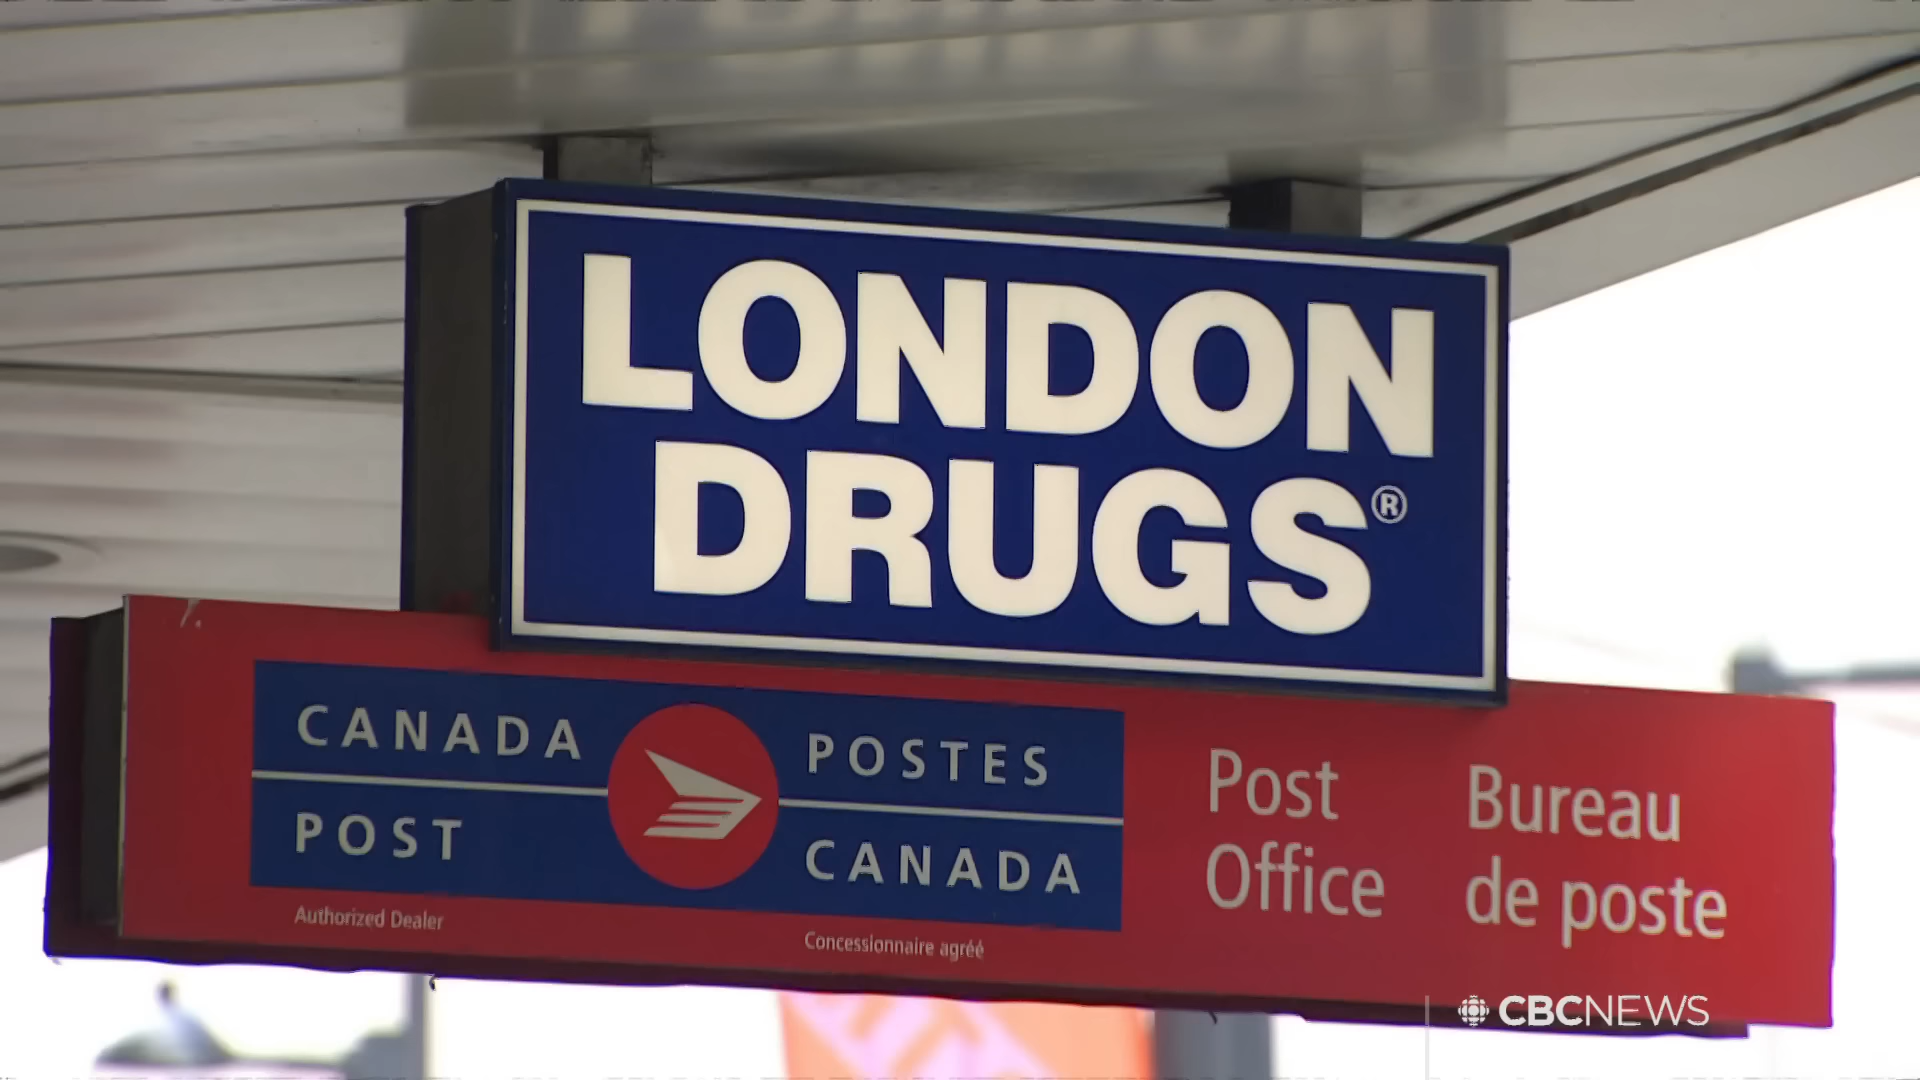 LONDON
DRUGS®
CANADA
POST
POSTES
CANADA
Authorized Dealer
Concessionnaire agréé
Post
Office
Bureau
de poste
CBCNEWS